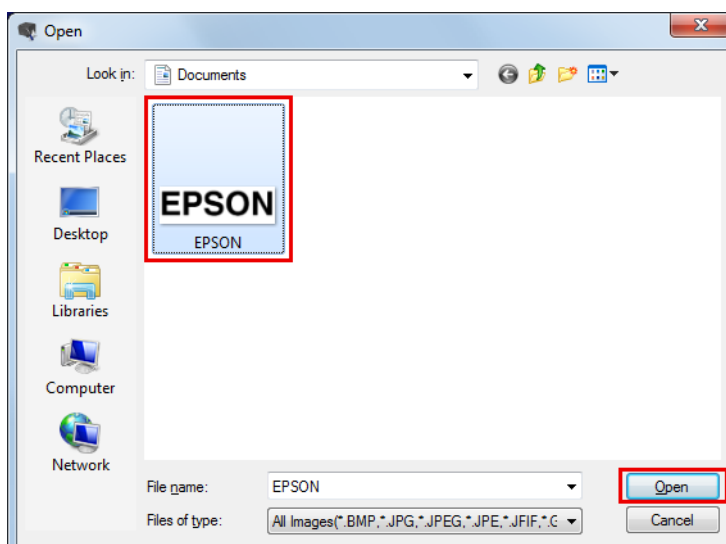 Open
Look in:
Documents
Recent Places
Desktop
Libraries
Computer
Network
EPSON
EPSON
File name:
EPSON
Open
Files of type:
All Images(*.BMP,*.JPG,*.JPEG,*.JPE,*.JFIF,*.G
Cancel